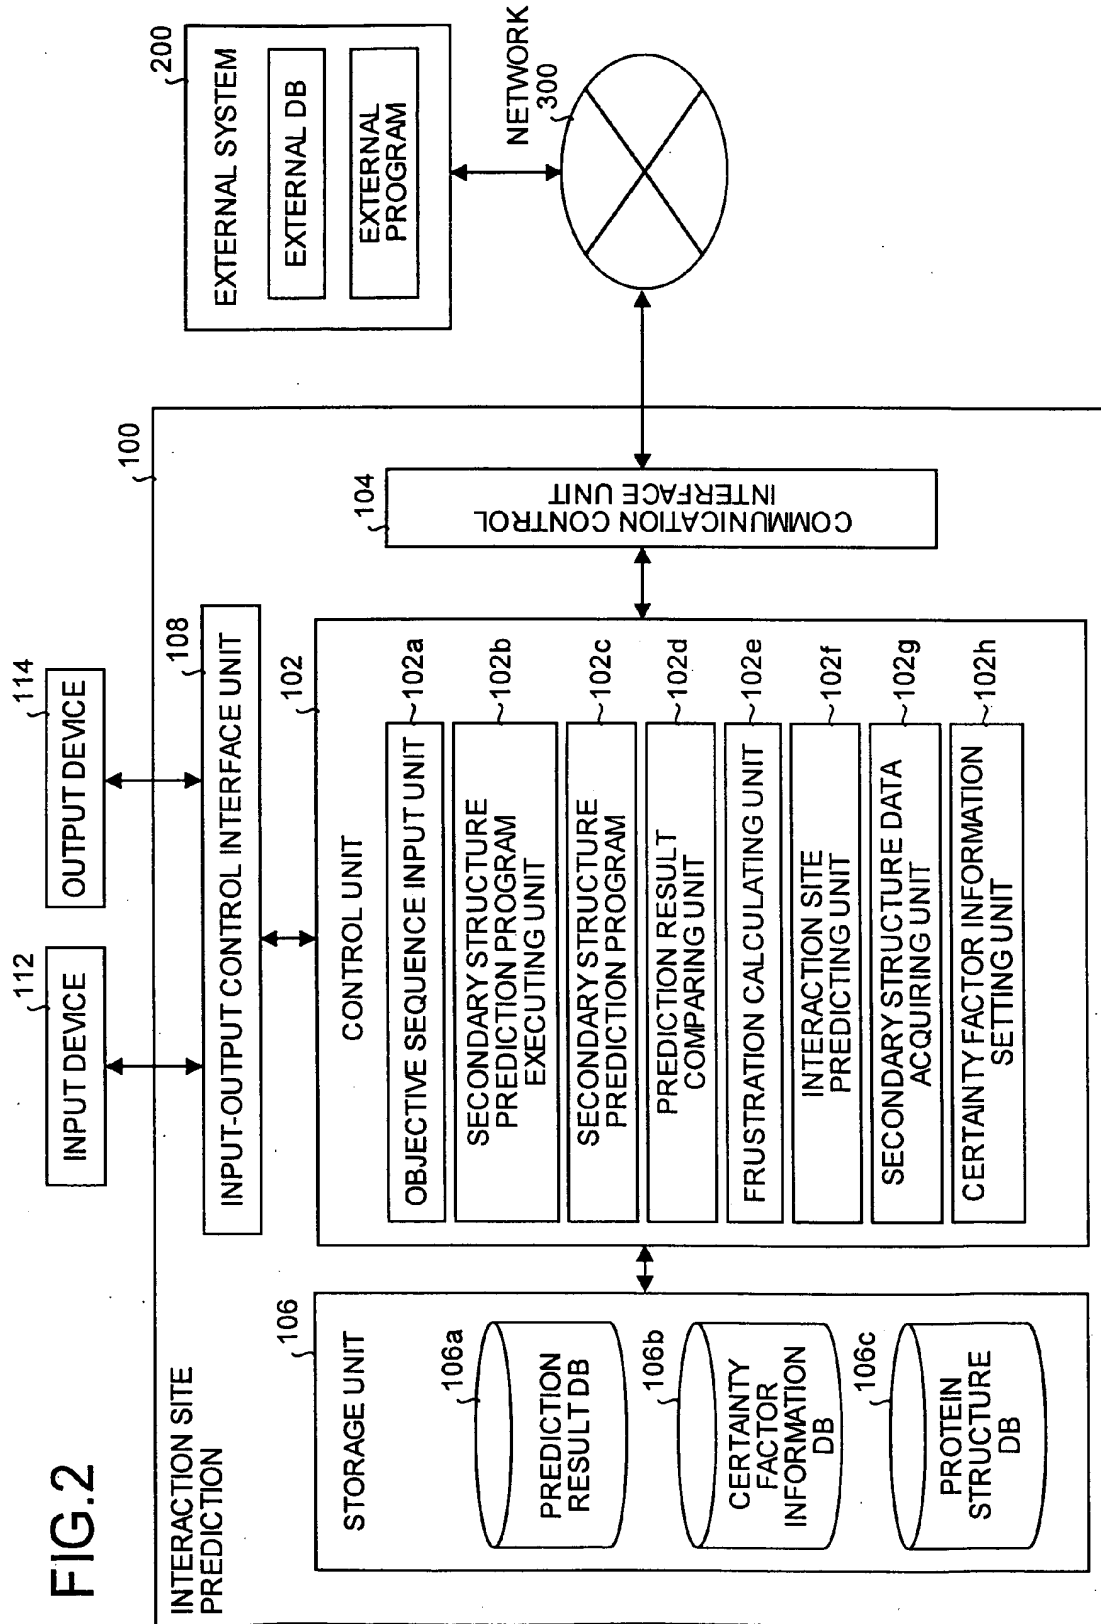 FIG.2
INTERACTION SITE
PREDICTION
100
INPUT DEVICE
112
OUTPUT DEVICE
114
INPUT-OUTPUT CONTROL INTERFACE UNIT
108
STORAGE UNIT
106
PREDICTION
RESULT DB
106a
CERTAINTY
FACTOR
INFORMATION
DB
106b
PROTEIN
STRUCTURE
DB
106c
CONTROL UNIT
102
OBJECTIVE SEQUENCE INPUT UNIT
102a
SECONDARY STRUCTURE
PREDICTION PROGRAM
EXECUTING UNIT
102b
SECONDARY STRUCTURE
PREDICTION PROGRAM
102c
PREDICTION RESULT
COMPARING UNIT
102d
FRUSTRATION CALCULATING UNIT
102e
INTERACTION SITE
PREDICTING UNIT
102f
SECONDARY STRUCTURE DATA
ACQUIRING UNIT
102g
CERTAINTY FACTOR INFORMATION
SETTING UNIT
102h
COMMUNICATION CONTROL
INTERFACE UNIT
104
EXTERNAL SYSTEM
200
EXTERNAL DB
EXTERNAL
PROGRAM
NETWORK
300